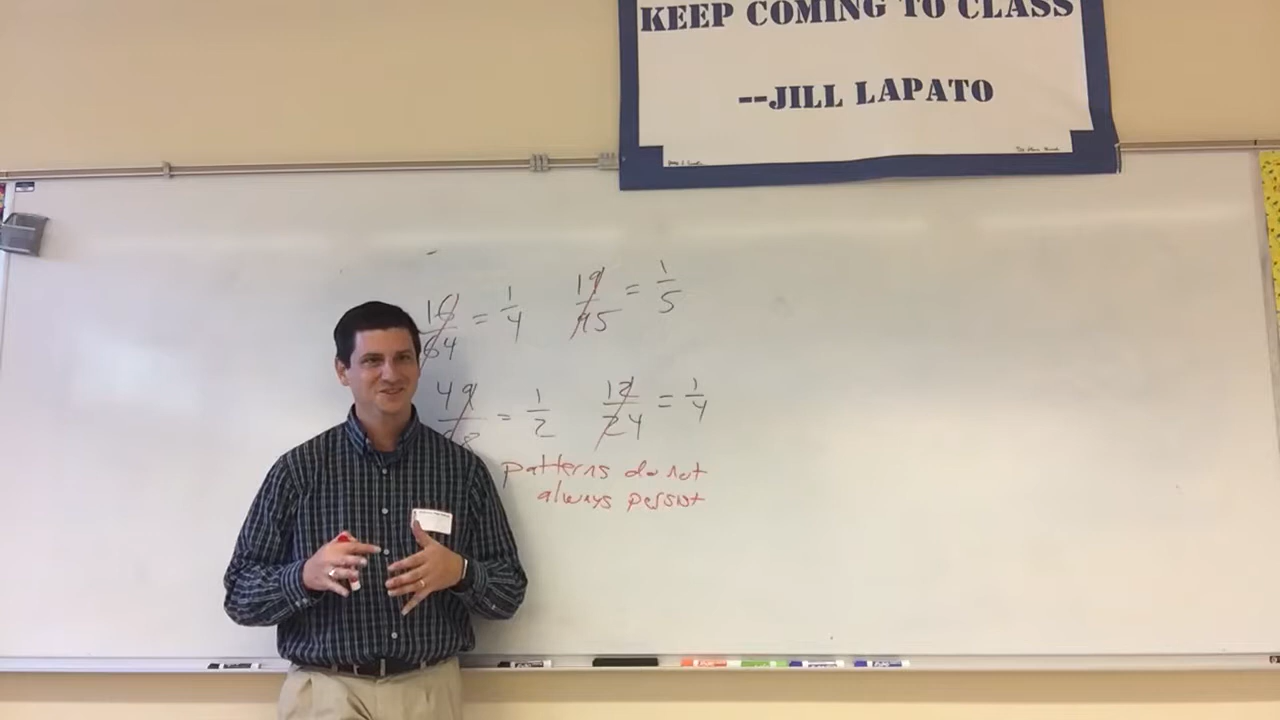 KEEP COMING TO CLASS
--JILL LAPATO
16/64 = 1/4
19/95 = 1/5
49/98 = 1/2
12/24 = 1/4
patterns do not
always persist